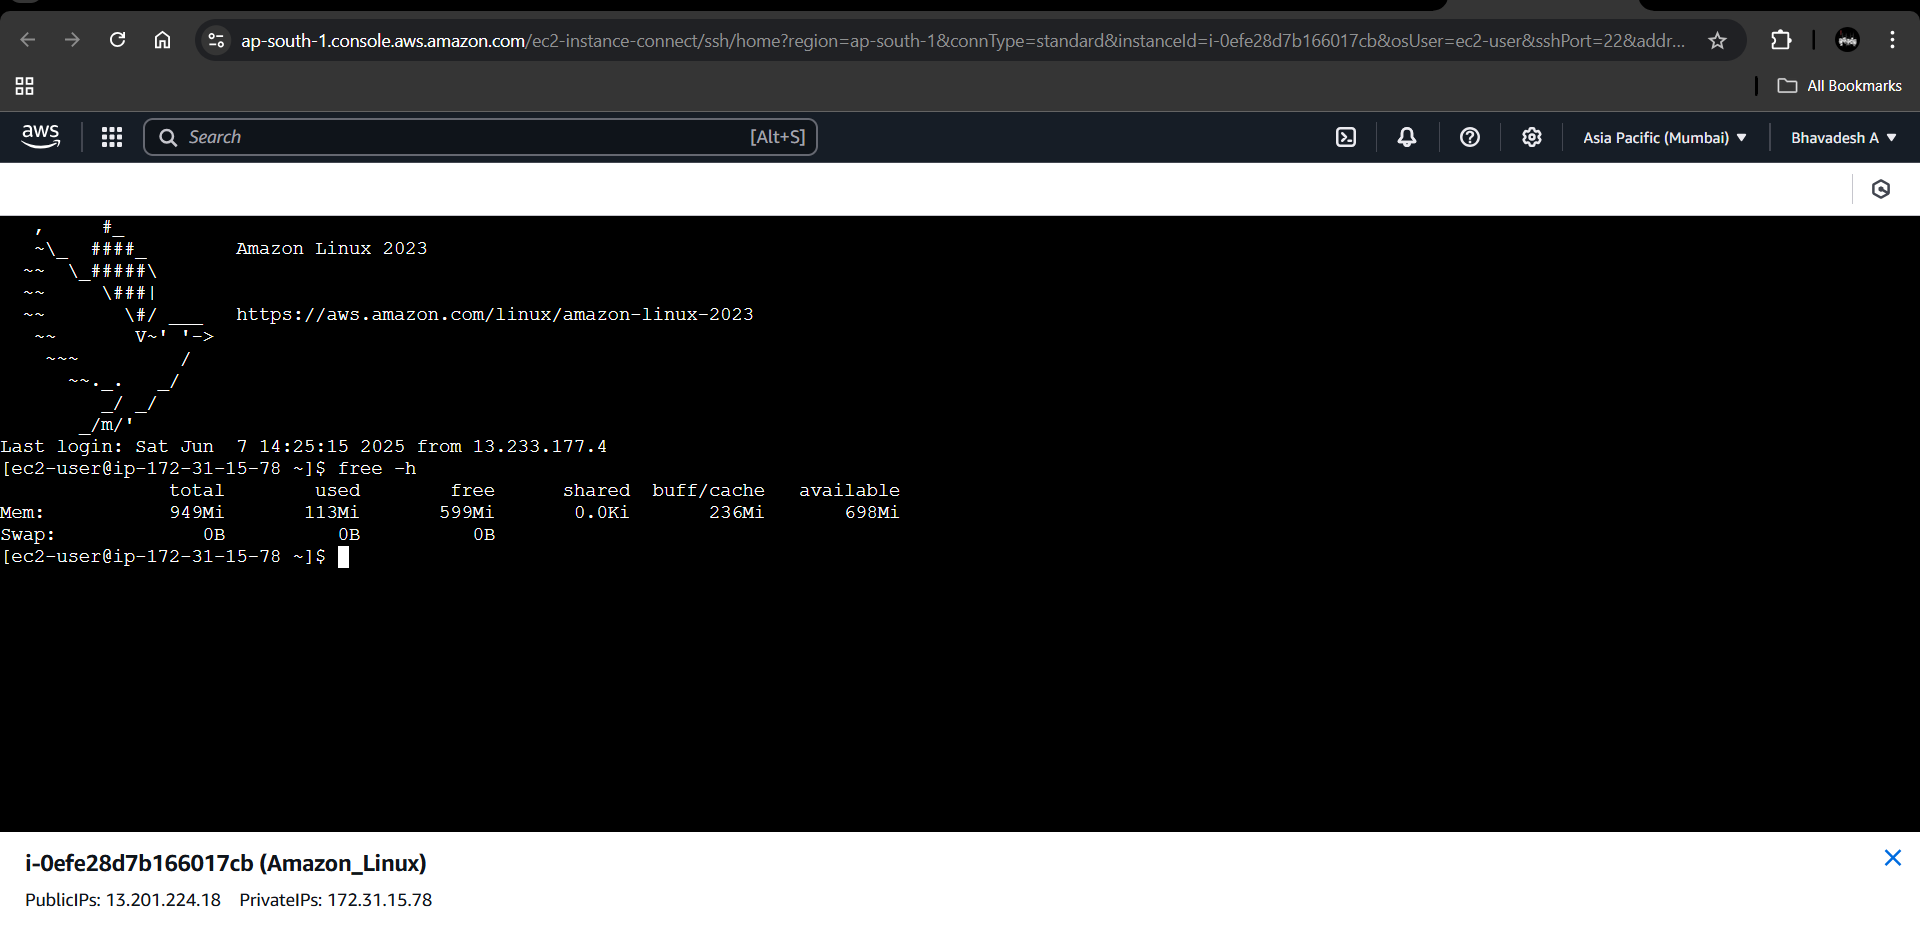 ap-south-1.console.aws.amazon.com/ec2-instance-connect/ssh/home?region=ap-south-1&connType=standard&instanceId=i-0efe28d7b166017cb&osUser=ec2-user&sshPort=22&addr...
All Bookmarks
aws
Search
[Alt+S]
Asia Pacific (Mumbai) ▼
Bhavadesh A ▼
   ,     #_
   ~\_  ####_        Amazon Linux 2023
  ~~  \_#####\
  ~~     \###|
  ~~       \#/ ___   https://aws.amazon.com/linux/amazon-linux-2023
   ~~       V~' '->
    ~~~         /
      ~~._.   _/
         _/ _/
       _/m/'
Last login: Sat Jun  7 14:25:15 2025 from 13.233.177.4
[ec2-user@ip-172-31-15-78 ~]$ free -h
               total        used        free      shared  buff/cache   available
Mem:           949Mi       113Mi       599Mi       0.0Ki       236Mi       698Mi
Swap:             0B          0B          0B
[ec2-user@ip-172-31-15-78 ~]$
i-0efe28d7b166017cb (Amazon_Linux)
PublicIPs: 13.201.224.18    PrivateIPs: 172.31.15.78